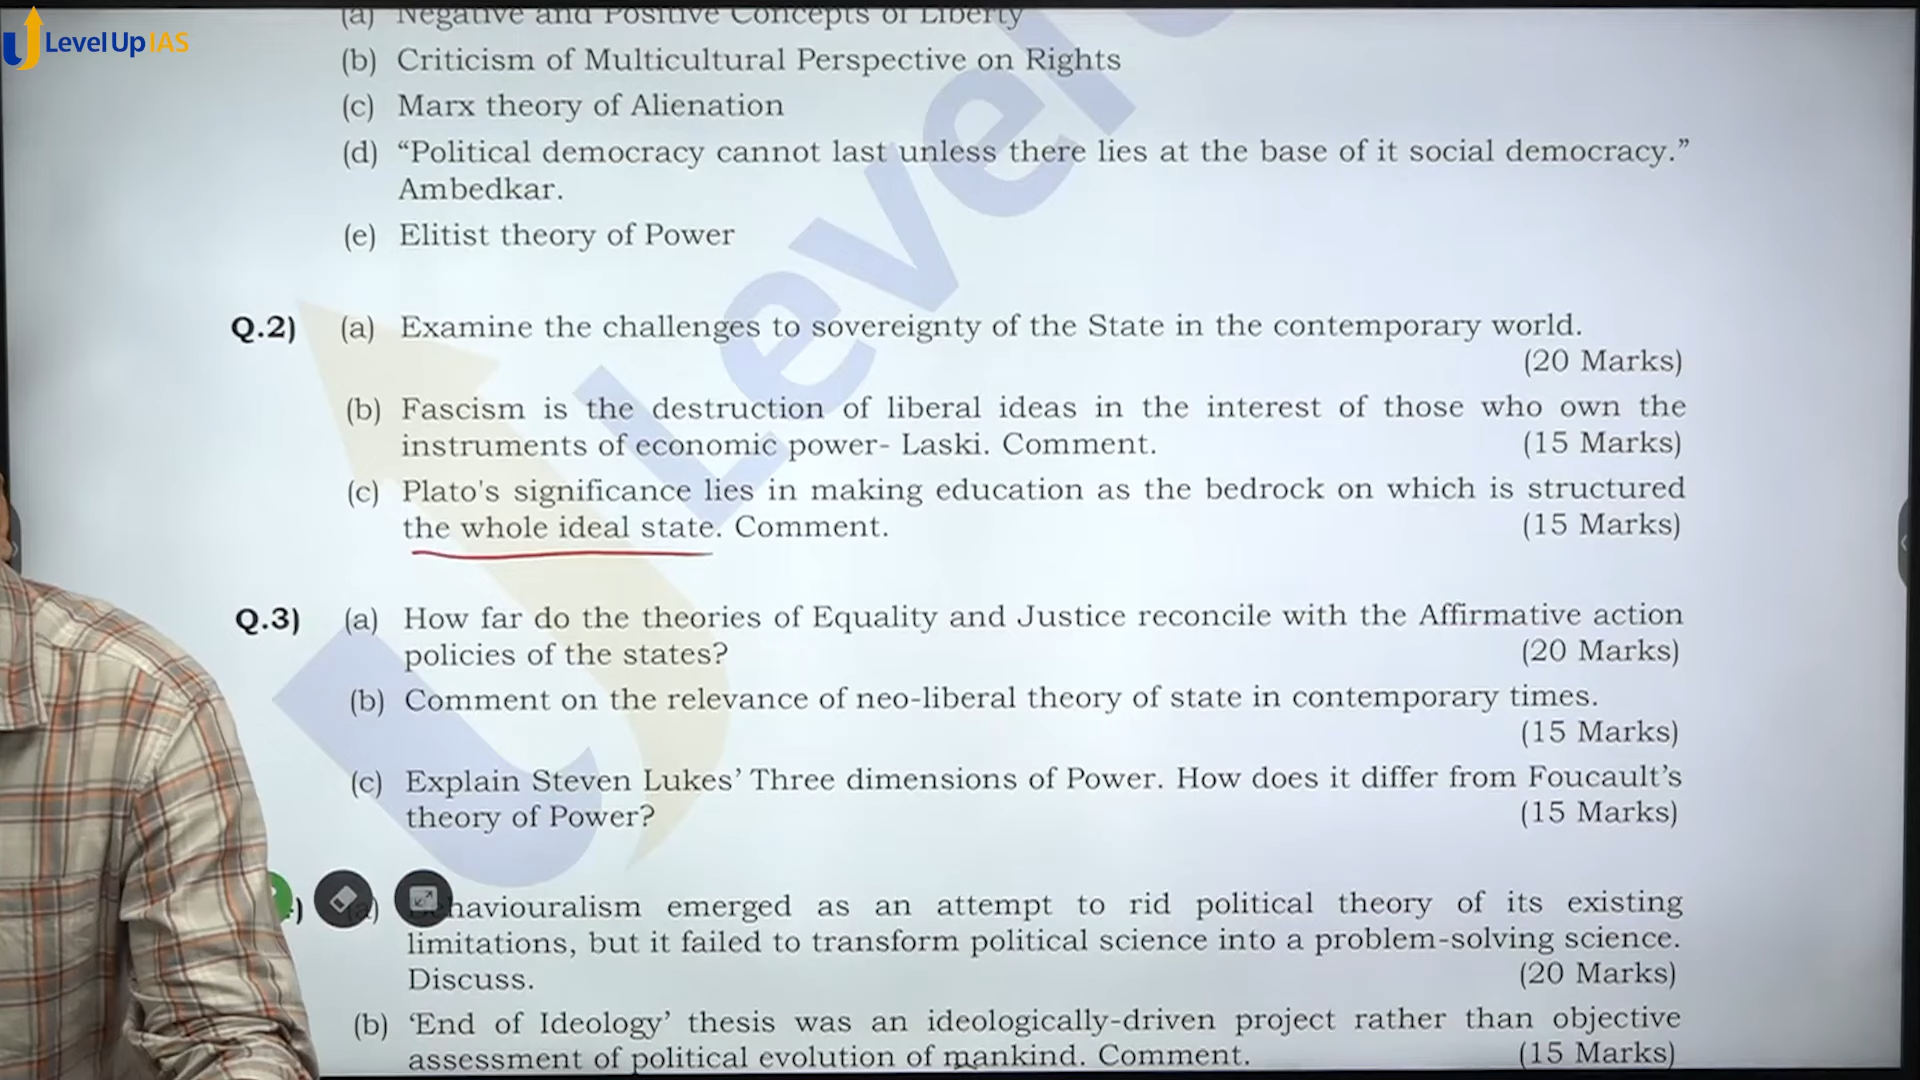 Level Up IAS
(a) Negative and Positive Concepts of Liberty
(b) Criticism of Multicultural Perspective on Rights
(c) Marx theory of Alienation
(d) “Political democracy cannot last unless there lies at the base of it social democracy.”
Ambedkar.
(e) Elitist theory of Power
Q.2) (a) Examine the challenges to sovereignty of the State in the contemporary world.
(20 Marks)
(b) Fascism is the destruction of liberal ideas in the interest of those who own the
instruments of economic power- Laski. Comment. (15 Marks)
(c) Plato's significance lies in making education as the bedrock on which is structured
the whole ideal state. Comment. (15 Marks)
Q.3) (a) How far do the theories of Equality and Justice reconcile with the Affirmative action
policies of the states? (20 Marks)
(b) Comment on the relevance of neo-liberal theory of state in contemporary times.
(15 Marks)
(c) Explain Steven Lukes’ Three dimensions of Power. How does it differ from Foucault’s
theory of Power? (15 Marks)
emerged as an attempt to rid political theory of its existing
limitations, but it failed to transform political science into a problem-solving science.
Discuss. (20 Marks)
(b) ‘End of Ideology’ thesis was an ideologically-driven project rather than objective
assessment of political evolution of mankind. Comment. (15 Marks)
Level